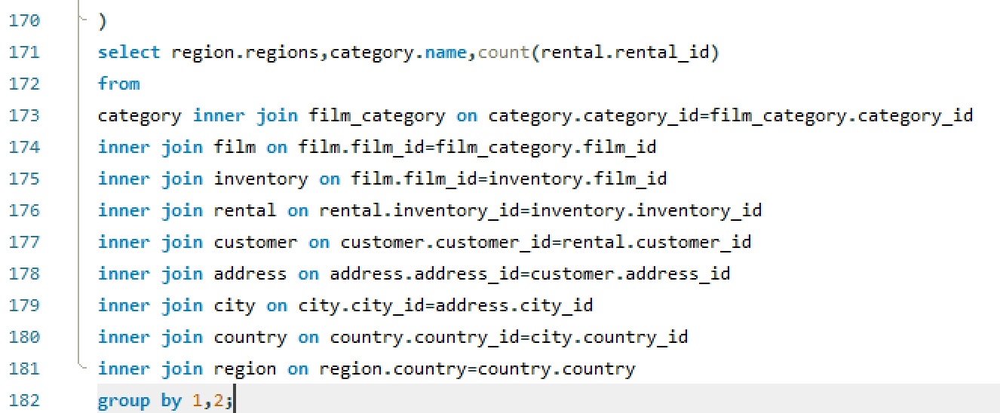 170 )
171 select region.regions,category.name,count(rental.rental_id)
172 from
173 category inner join film_category on category.category_id=film_category.category_id
174 inner join film on film.film_id=film_category.film_id
175 inner join inventory on film.film_id=inventory.film_id
176 inner join rental on rental.inventory_id=inventory.inventory_id
177 inner join customer on customer.customer_id=rental.customer_id
178 inner join address on address.address_id=customer.address_id
179 inner join city on city.city_id=address.city_id
180 inner join country on country.country_id=city.country_id
181 inner join region on region.country=country.country
182 group by 1,2;